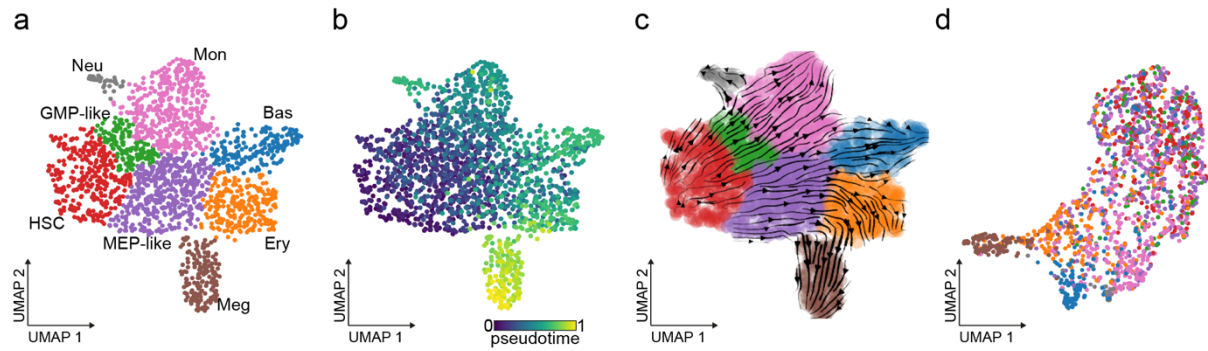 a
Neu
Mon
GMP-like
Bas
HSC
MEP-like
Ery
Meg
UMAP 2
UMAP 1
b
0 1
pseudotime
UMAP 2
UMAP 1
c
UMAP 2
UMAP 1
d
UMAP 2
UMAP 1